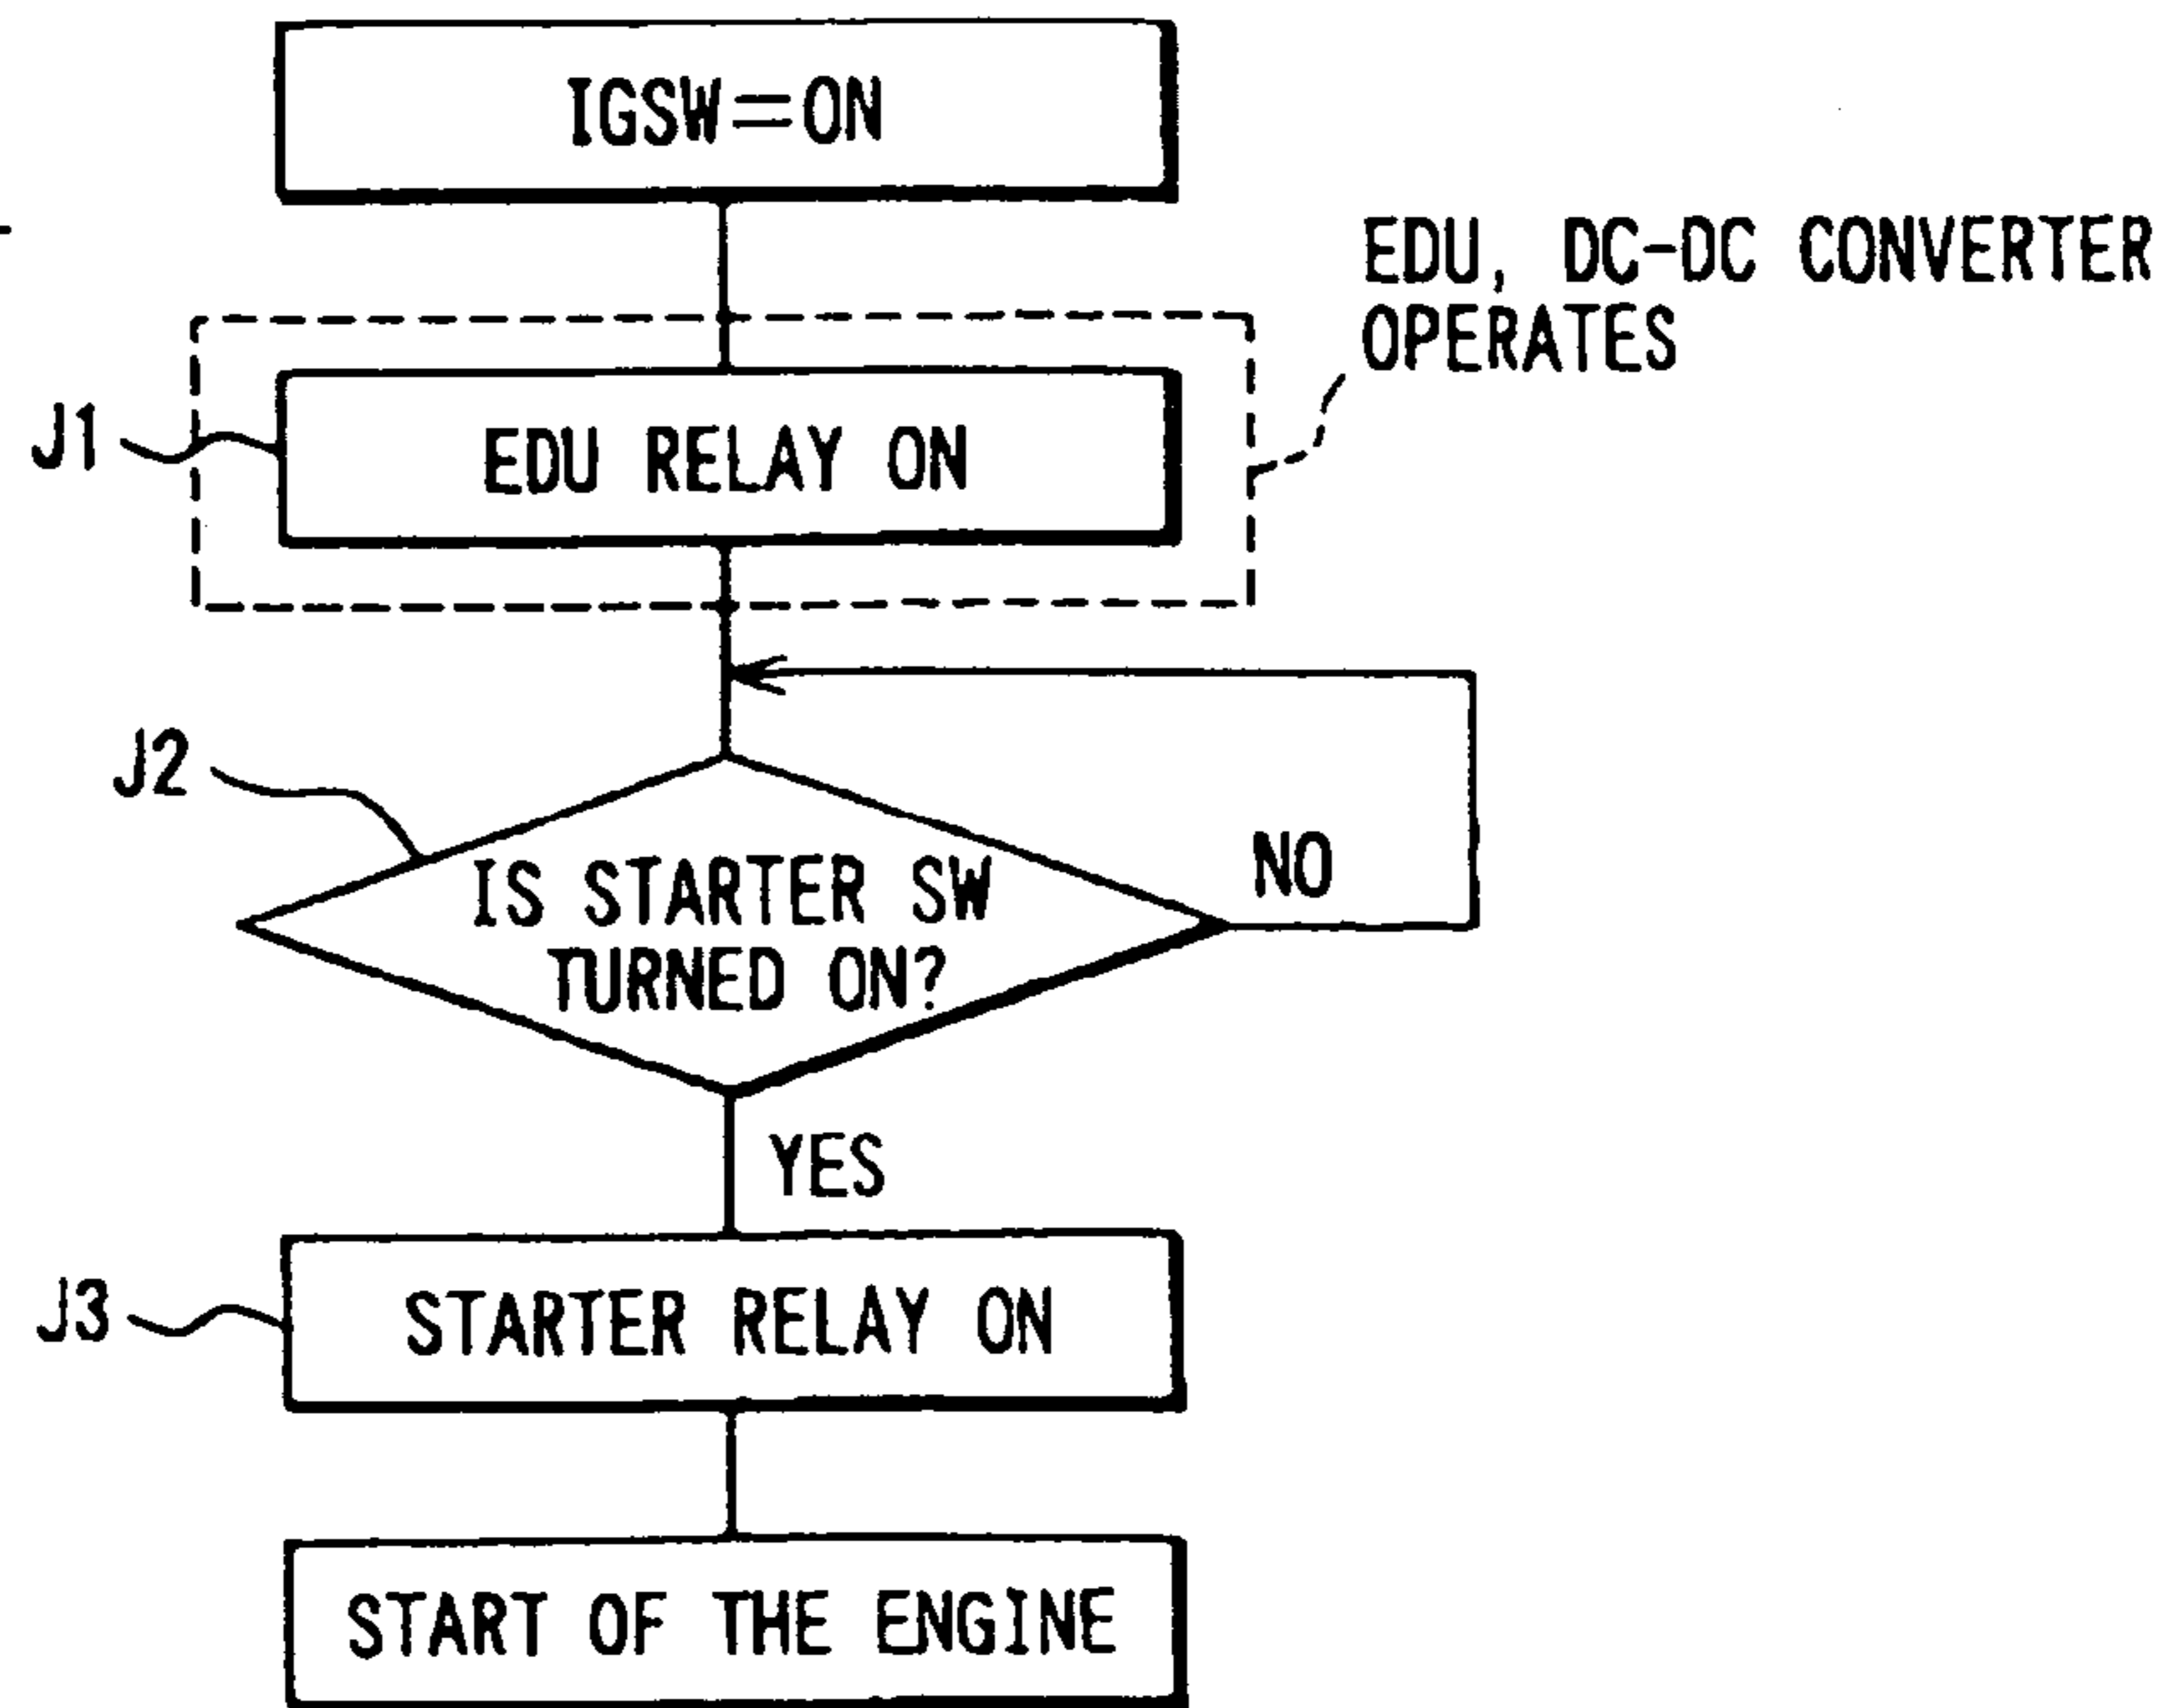 IGSW=ON
EDU, DC-DC CONVERTER
OPERATES
J1
EDU RELAY ON
J2
IS STARTER SW
TURNED ON?
NO
YES
J3
STARTER RELAY ON
START OF THE ENGINE